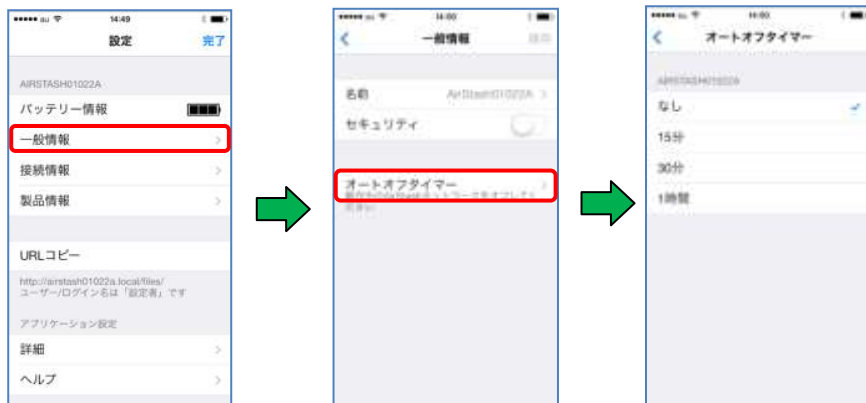 au 14:49
設定
完了
AIRSTASH01022A
バッテリー情報
一般情報
接続情報
製品情報
URLコピー
http://airstash01022a.local/files/
ユーザー/ログイン名は「設定者」です
アプリケーション設定
詳細
ヘルプ
au
一般情報
名前 AirStash01022A
セキュリティ
オートオフタイマー
au
オートオフタイマー
AIRSTASH01022A
なし
15分
30分
1時間